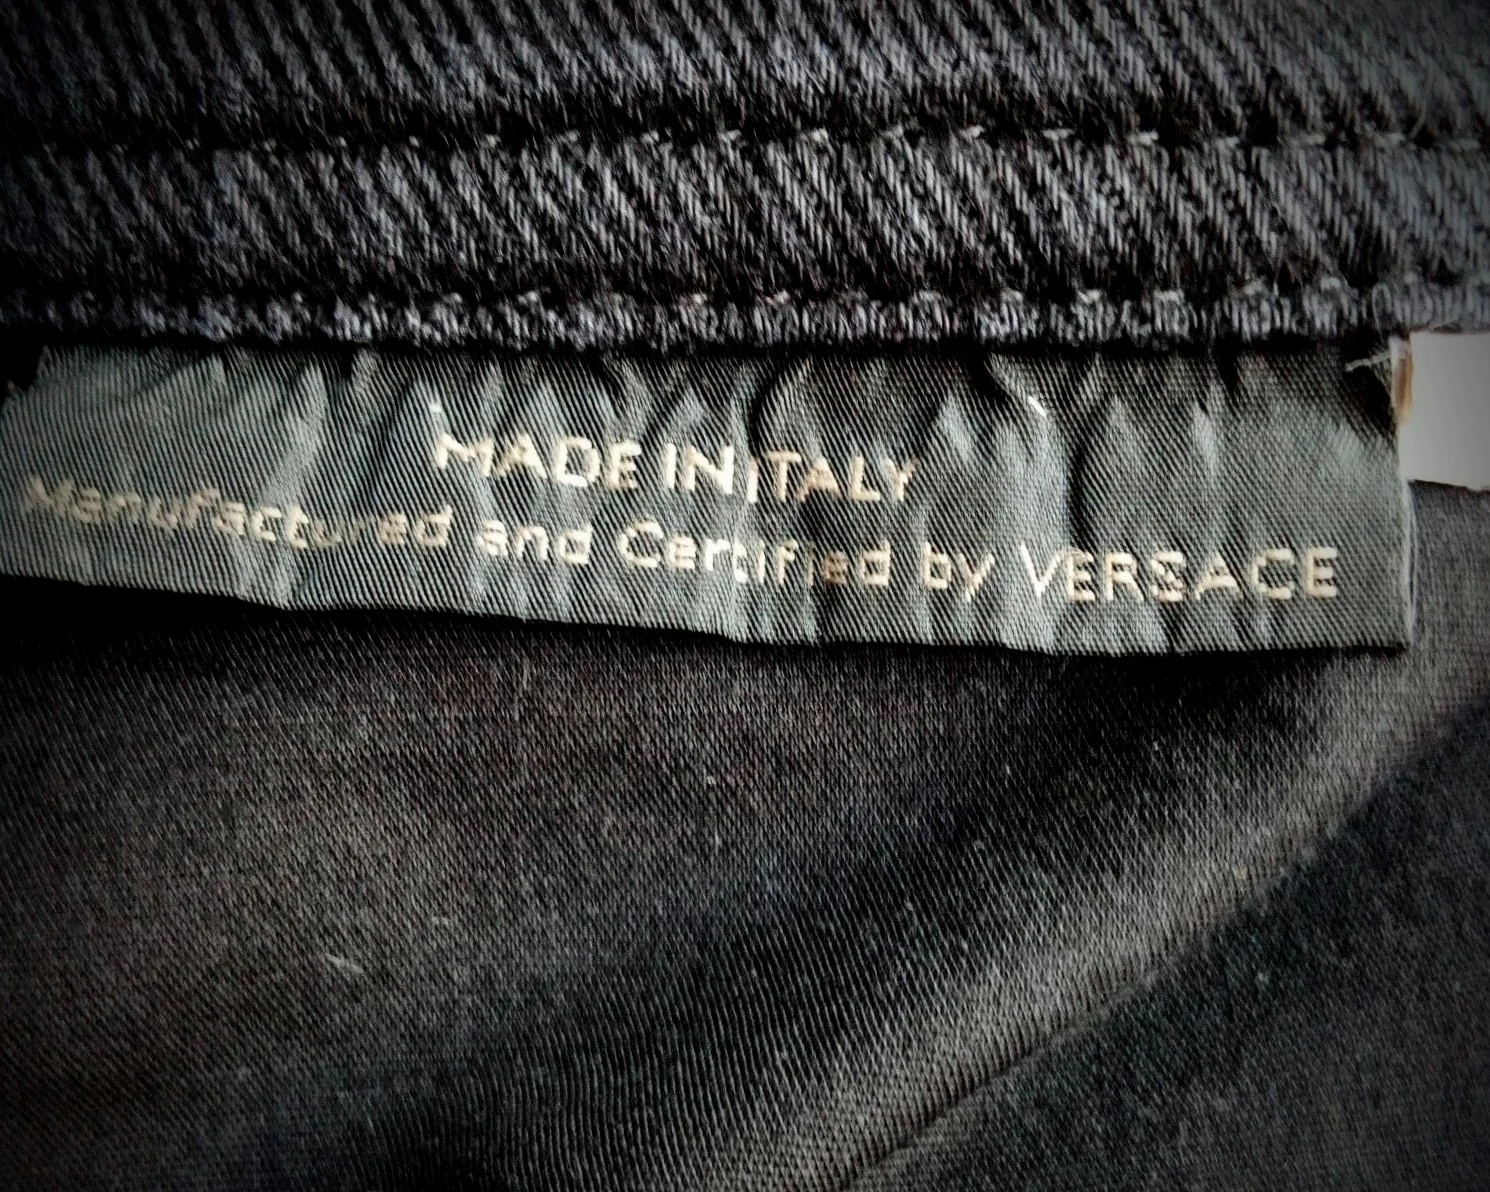 MADE IN ITALY
Manufactured and Certified by VERSACE